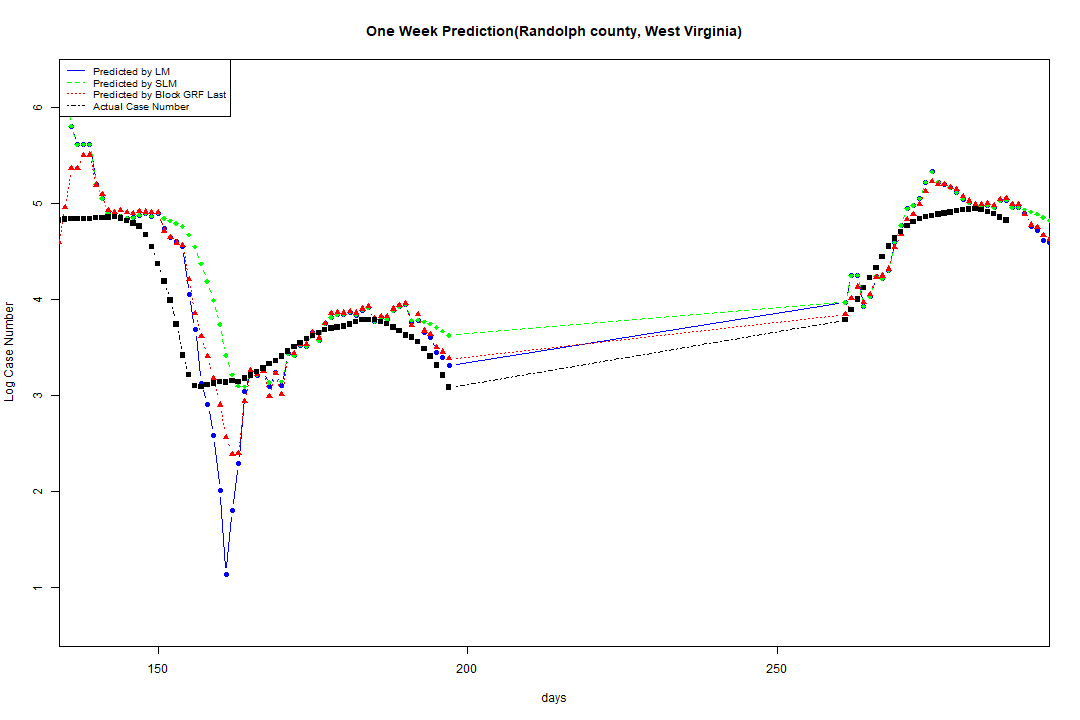 One Week Prediction(Randolph county, West Virginia)
Predicted by LM
Predicted by SLM
Predicted by Block GRF Last
Actual Case Number
Log Case Number
6
5
4
3
2
1
150
200
250
days